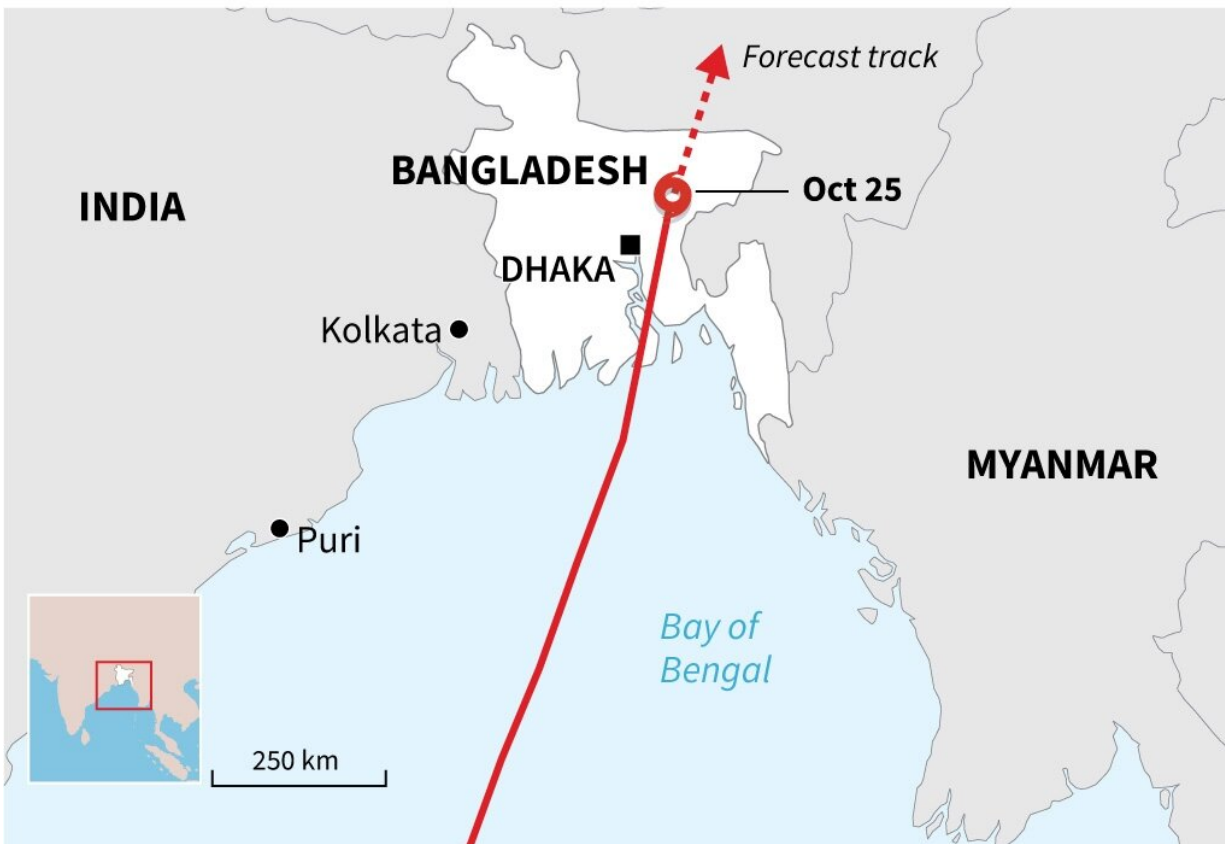 Forecast track
BANGLADESH
INDIA
Oct 25
DHAKA
Kolkata
MYANMAR
Puri
Bay of
Bengal
250 km